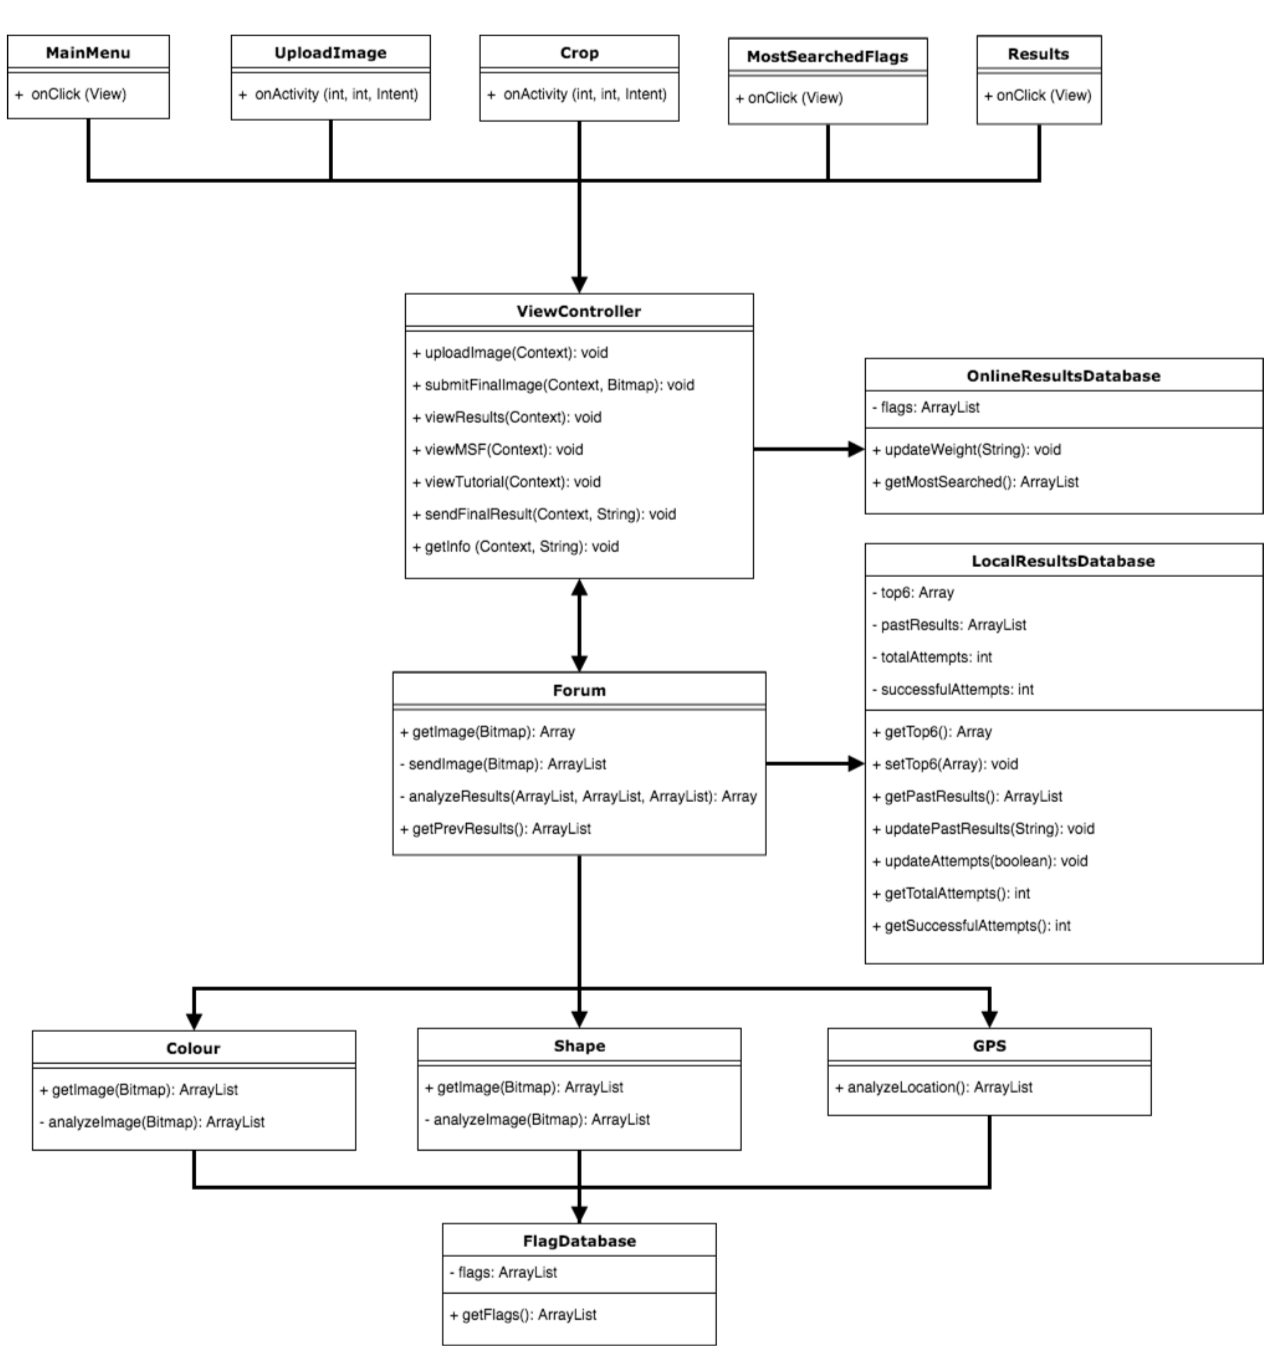 MainMenu
+ onClick (View)
UploadImage
+ onActivity (int, int, Intent)
Crop
+ onActivity (int, int, Intent)
MostSearchedFlags
+ onClick (View)
Results
+ onClick (View)
ViewController
+ uploadImage(Context): void
+ submitFinalImage(Context, Bitmap): void
+ viewResults(Context): void
+ viewMSF(Context): void
+ viewTutorial(Context): void
+ sendFinalResult(Context, String): void
+ getInfo (Context, String): void
OnlineResultsDatabase
- flags: ArrayList
+ updateWeight(String): void
+ getMostSearched(): ArrayList
LocalResultsDatabase
- top6: Array
- pastResults: ArrayList
- totalAttempts: int
- successfulAttempts: int
+ getTop6(): Array
+ setTop6(Array): void
+ getPastResults(): ArrayList
+ updatePastResults(String): void
+ updateAttempts(boolean): void
+ getTotalAttempts(): int
+ getSuccessfulAttempts(): int
Forum
+ getImage(Bitmap): Array
- sendImage(Bitmap): ArrayList
- analyzeResults(ArrayList, ArrayList, ArrayList): Array
+ getPrevResults(): ArrayList
Colour
+ getImage(Bitmap): ArrayList
- analyzeImage(Bitmap): ArrayList
Shape
+ getImage(Bitmap): ArrayList
- analyzeImage(Bitmap): ArrayList
GPS
+ analyzeLocation(): ArrayList
FlagDatabase
- flags: ArrayList
+ getFlags(): ArrayList